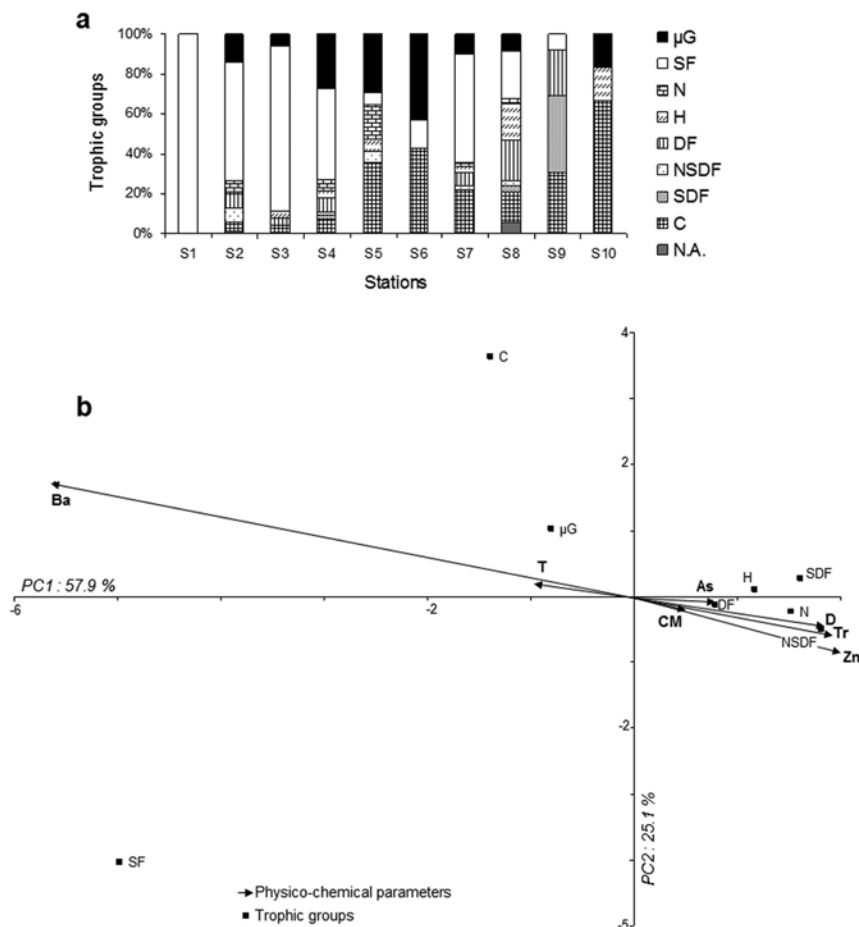 a
100%
80%
60%
40%
20%
0%
Trophic groups
S1 S2 S3 S4 S5 S6 S7 S8 S9 S10
Stations
µG
SF
N
H
DF
NSDF
SDF
C
N.A.
b
4
C
2
Ba
µG
T
PC1 : 57.9 %
As
H
SDF
-6
-2
CM
DF
N
D
Tr
NSDF
Zn
-2
PC2 : 25.1 %
SF
Physico-chemical parameters
Trophic groups
-5